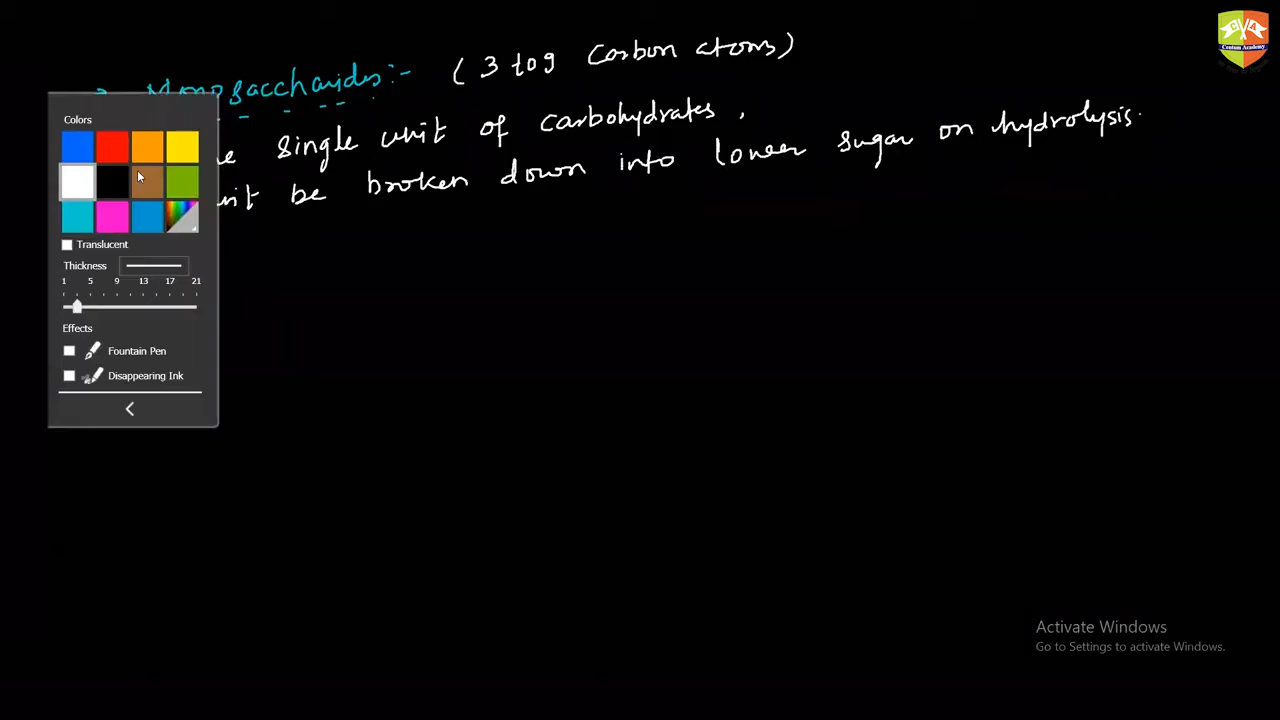 Monosaccharides:- (3 to 9 Carbon atoms)
single unit of carbohydrates,
be broken down into lower sugar on hydrolysis.
Colors
Translucent
Thickness
1 5 9 13 17 21
Effects
Fountain Pen
Disappearing Ink
Centum Academy
Activate Windows
Go to Settings to activate Windows.